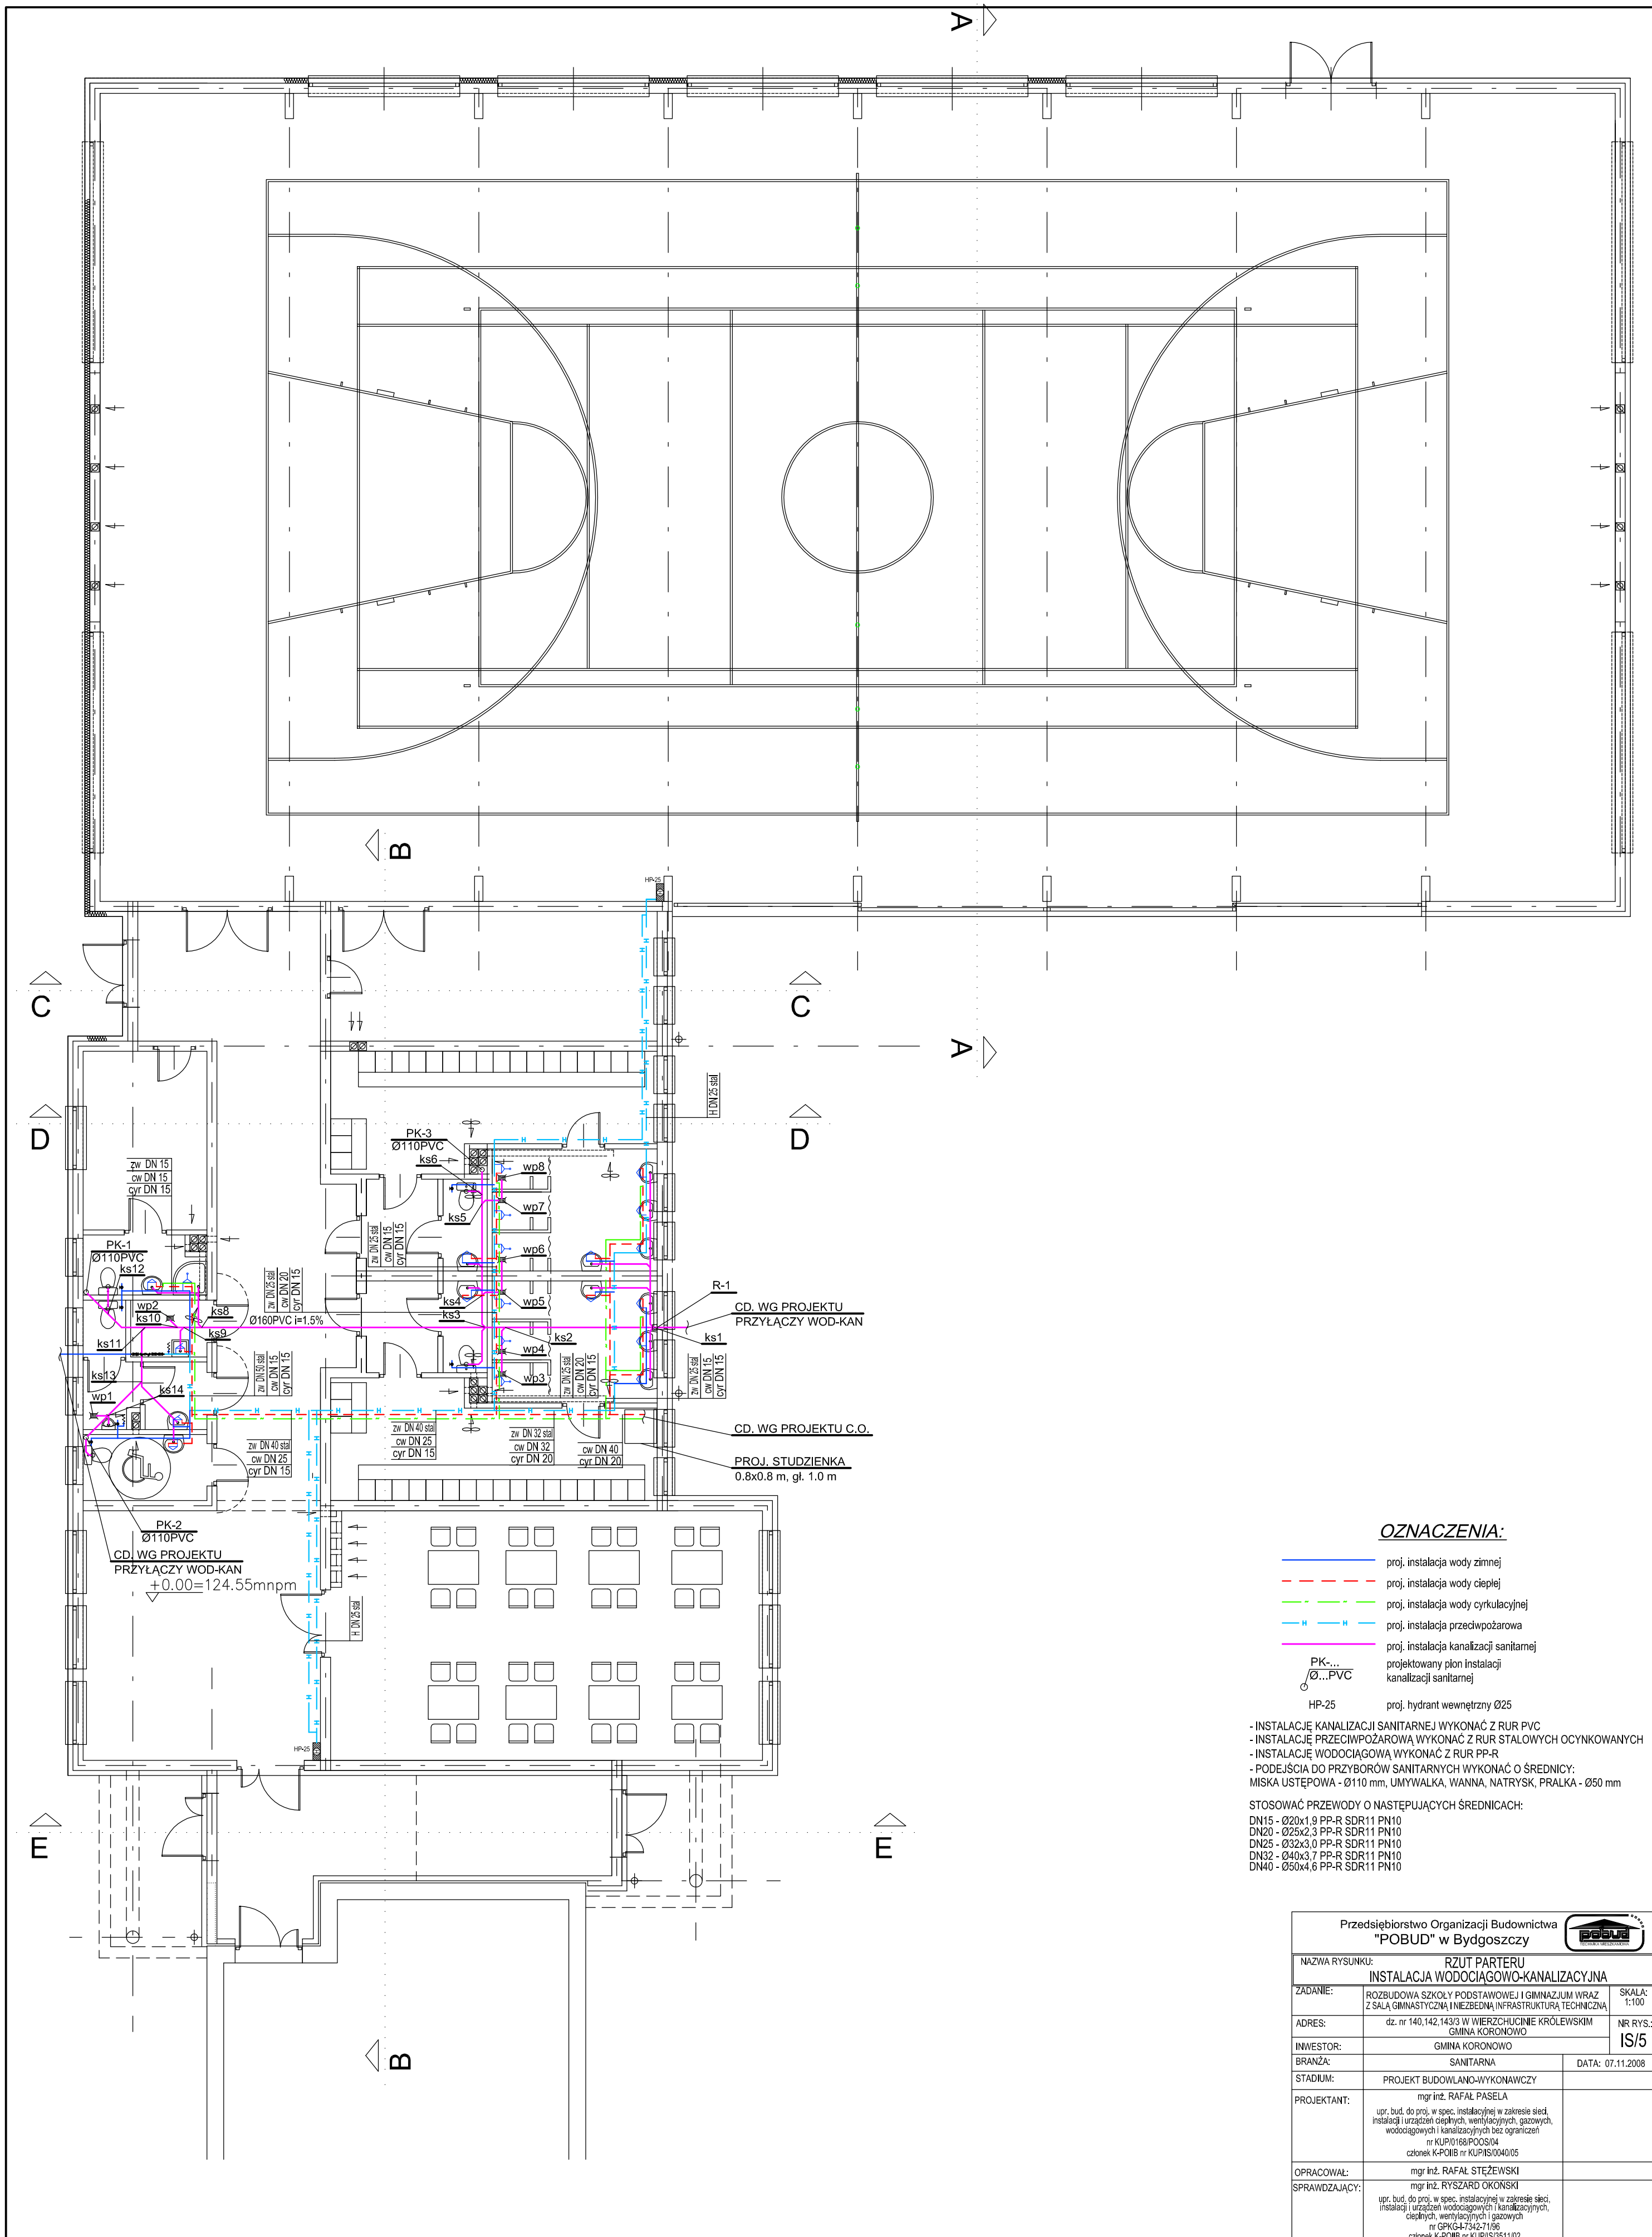 A
B
HP-25
C
C
A
H DN 25 stal
D
D
PK-3
Ø110PVC
ks6
wp8
zw DN 15
cw DN 15
cyr DN 15
wp7
ks5
zw DN 25 stal
cw DN 15
cyr DN 15
PK-1
Ø110PVC
ks12
wp6
zw DN 25 stal
cw DN 20
cyr DN 15
R-1
wp2
ks10
ks8
ks4
wp5
CD. WG PROJEKTU
PRZYŁĄCZY WOD-KAN
ks3
Ø160PVC i=1,5%
ks9
ks11
ks2
ks1
wp4
zw DN 50 stal
cw DN 15
cyr DN 15
zw DN 25 stal
cw DN 20
cyr DN 15
zw DN 25 stal
cw DN 15
cyr DN 15
ks13
wp3
ks14
wp1
CD. WG PROJEKTU C.O.
zw DN 40 stal
cw DN 25
cyr DN 15
zw DN 40 stal
cw DN 25
cyr DN 15
zw DN 32 stal
cw DN 32
cyr DN 20
cw DN 40
cyr DN 20
PROJ. STUDZIENKA
0.8x0.8 m, gł. 1.0 m
PK-2
Ø110PVC
CD. WG PROJEKTU
PRZYŁĄCZY WOD-KAN
+0.00=124.55mnpm
H DN 25 stal
HP-25
E
E
B
OZNACZENIA:
proj. instalacja wody zimnej
proj. instalacja wody ciepłej
proj. instalacja wody cyrkulacyjnej
H H proj. instalacja przeciwpożarowa
proj. instalacja kanalizacji sanitarnej
PK-...
Ø...PVC
projektowany pion instalacji
kanalizacji sanitarnej
HP-25 proj. hydrant wewnętrzny Ø25
- INSTALACJĘ KANALIZACJI SANITARNEJ WYKONAĆ Z RUR PVC
- INSTALACJĘ PRZECIWPOŻAROWĄ WYKONAĆ Z RUR STALOWYCH OCYNKOWANYCH
- INSTALACJĘ WODOCIĄGOWĄ WYKONAĆ Z RUR PP-R
- PODEJŚCIA DO PRZYBORÓW SANITARNYCH WYKONAĆ O ŚREDNICY:
MISKA USTĘPOWA - Ø110 mm, UMYWALKA, WANNA, NATRYSK, PRALKA - Ø50 mm
STOSOWAĆ PRZEWODY O NASTĘPUJĄCYCH ŚREDNICACH:
DN15 - Ø20x1,9 PP-R SDR11 PN10
DN20 - Ø25x2,3 PP-R SDR11 PN10
DN25 - Ø32x3,0 PP-R SDR11 PN10
DN32 - Ø40x3,7 PP-R SDR11 PN10
DN40 - Ø50x4,6 PP-R SDR11 PN10
Przedsiębiorstwo Organizacji Budownictwa
"POBUD" w Bydgoszczy
pobud
NAZWA RYSUNKU:
RZUT PARTERU
INSTALACJA WODOCIĄGOWO-KANALIZACYJNA
ZADANIE:
ROZBUDOWA SZKOŁY PODSTAWOWEJ I GIMNAZJUM WRAZ
Z SALĄ GIMNASTYCZNĄ I NIEZBEDNĄ INFRASTRUKTURĄ TECHNICZNĄ
SKALA:
1:100
ADRES:
dz. nr 140,142,143/3 W WIERZCHUCINIE KRÓLEWSKIM
GMINA KORONOWO
NR RYS.:
IS/5
INWESTOR:
GMINA KORONOWO
BRANŻA:
SANITARNA
DATA: 07.11.2008
STADIUM:
PROJEKT BUDOWLANO-WYKONAWCZY
PROJEKTANT:
mgr inż. RAFAŁ PASELA
upr. bud. do proj. w spec. instalacyjnej w zakresie sieci,
instalacji i urządzeń cieplnych, wentylacyjnych, gazowych,
wodociągowych i kanalizacyjnych bez ograniczeń
nr KUP/0168/POOS/04
członek K-POIIB nr KUP/IS/0040/05
OPRACOWAŁ:
mgr inż. RAFAŁ STĘŻEWSKI
SPRAWDZAJĄCY:
mgr inż. RYSZARD OKOŃSKI
upr. bud. do proj. w spec. instalacyjnej w zakresie sieci,
instalacji i urządzeń wodociągowych i kanalizacyjnych,
cieplnych, wentylacyjnych i gazowych
nr GPKG-I-7342-71/96
członek K-POIIB nr KUP/IS/3511/02